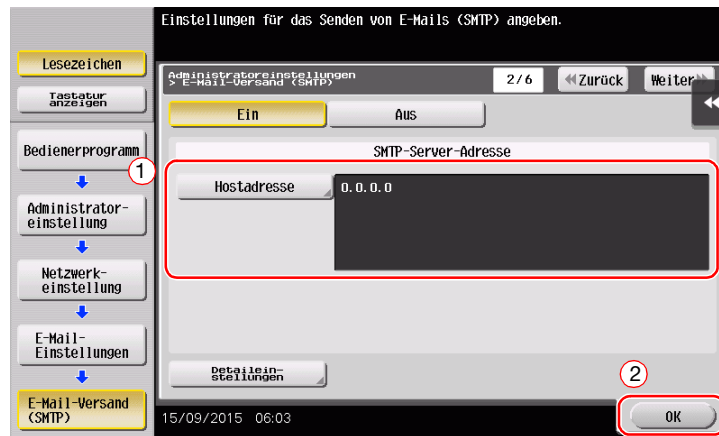 Einstellungen für das Senden von E-Mails (SMTP) angeben.
Lesezeichen
Tastatur
anzeigen
Bedienerprogramm
1
Administrator-
einstellung
Netzwerk-
einstellung
E-Mail-
Einstellungen
E-Mail-Versand
(SMTP)
Administratoreinstellungen
> E-Mail-Versand (SMTP)
2/6
Zurück
Weiter
Ein
Aus
SMTP-Server-Adresse
Hostadresse
0.0.0.0
Detailein-
stellungen
2
15/09/2015 06:03
OK